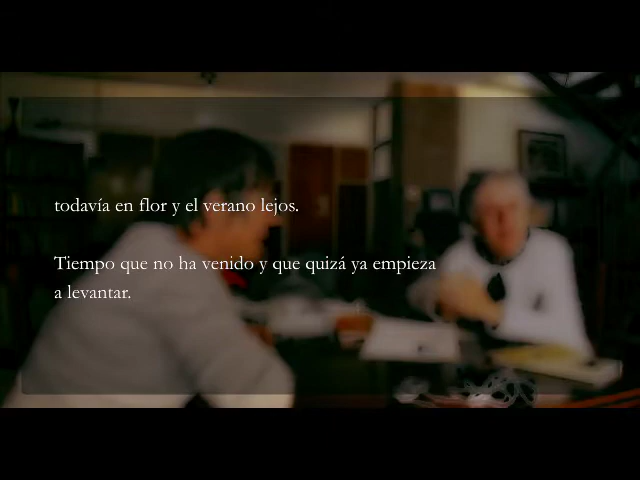 todavía en flor y el verano lejos.
Tiempo que no ha venido y que quizá ya empieza
a levantar.